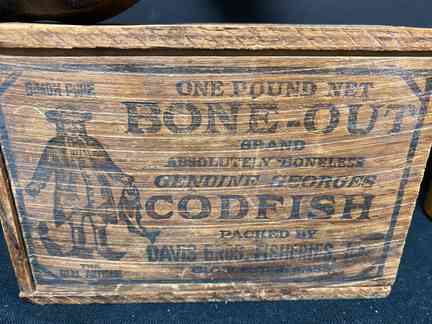 ONE POUND NET
BONE-OUT
BRAND
ABSOLUTELY BONELESS
GENUINE GEORGES
CODFISH
PACKED BY
DAVIS BROS. FISHERIES,